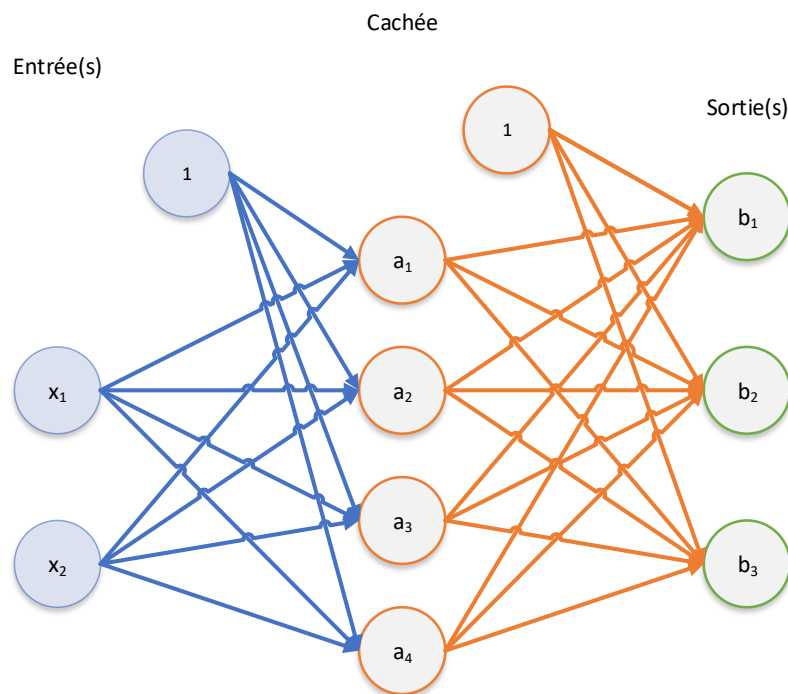 Cachée
Entrée(s)
Sortie(s)
1
1
x1
x2
a1
a2
a3
a4
b1
b2
b3